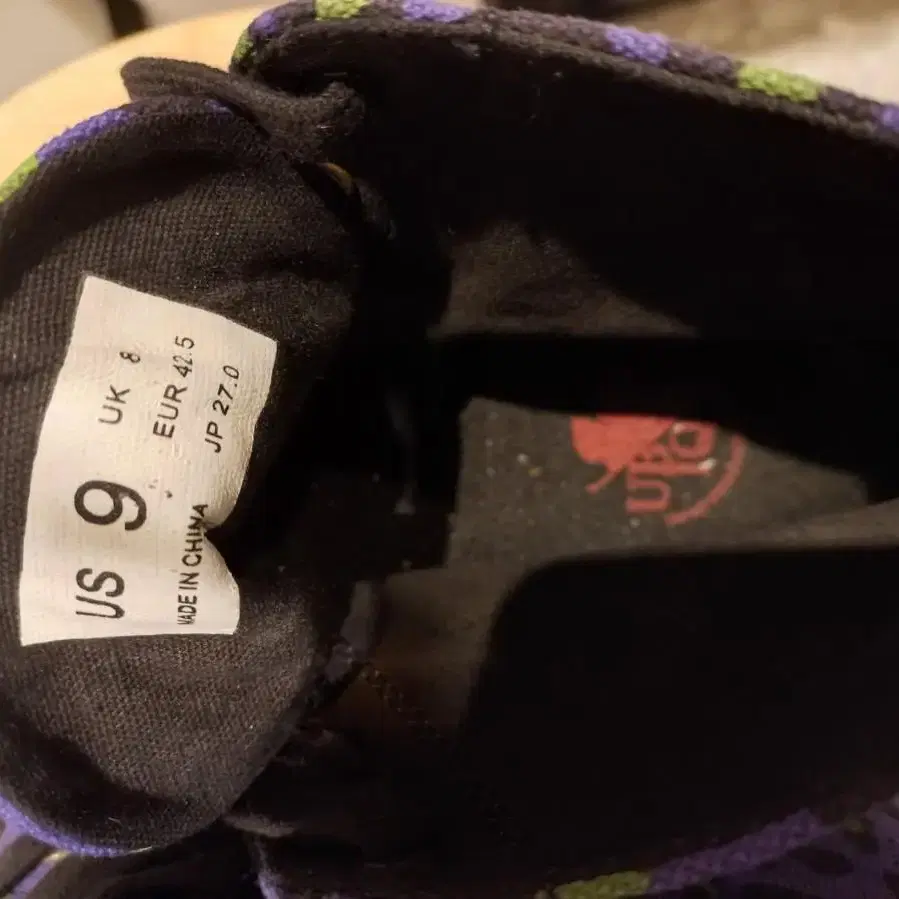 US 9
UK 8
EUR 42.5
JP 27.0
MADE IN CHINA